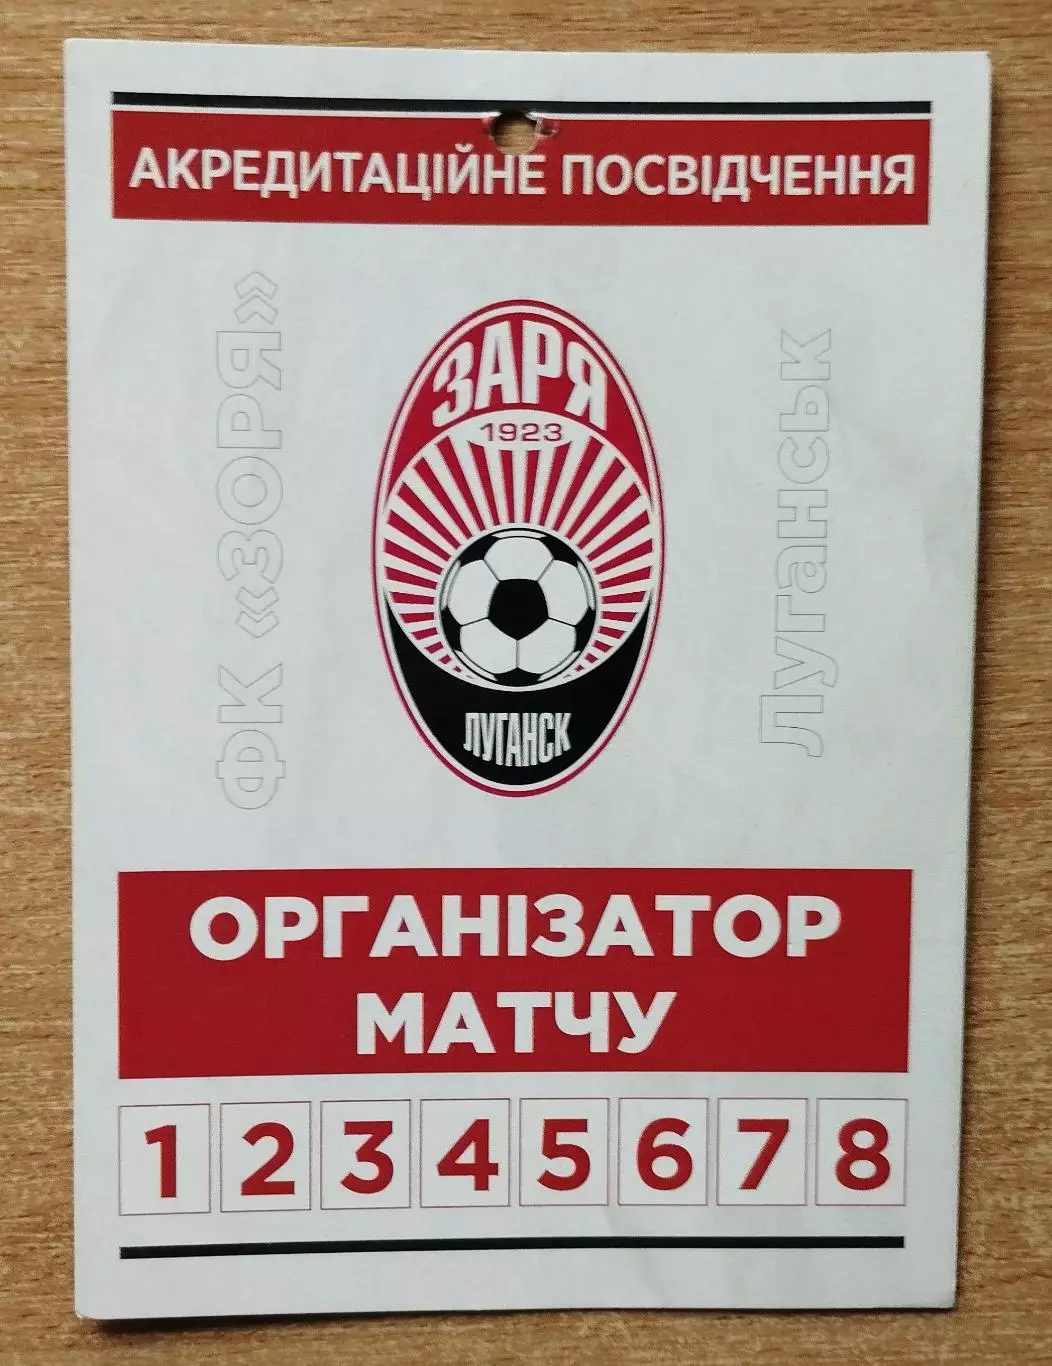 АКРЕДИТАЦІЙНЕ ПОСВІДЧЕННЯ
ФК «ЗОРЯ»
ЗАРЯ
1923
ЛУГАНСК
Луганськ
ОРГАНІЗАТОР
МАТЧУ
1 2 3 4 5 6 7 8